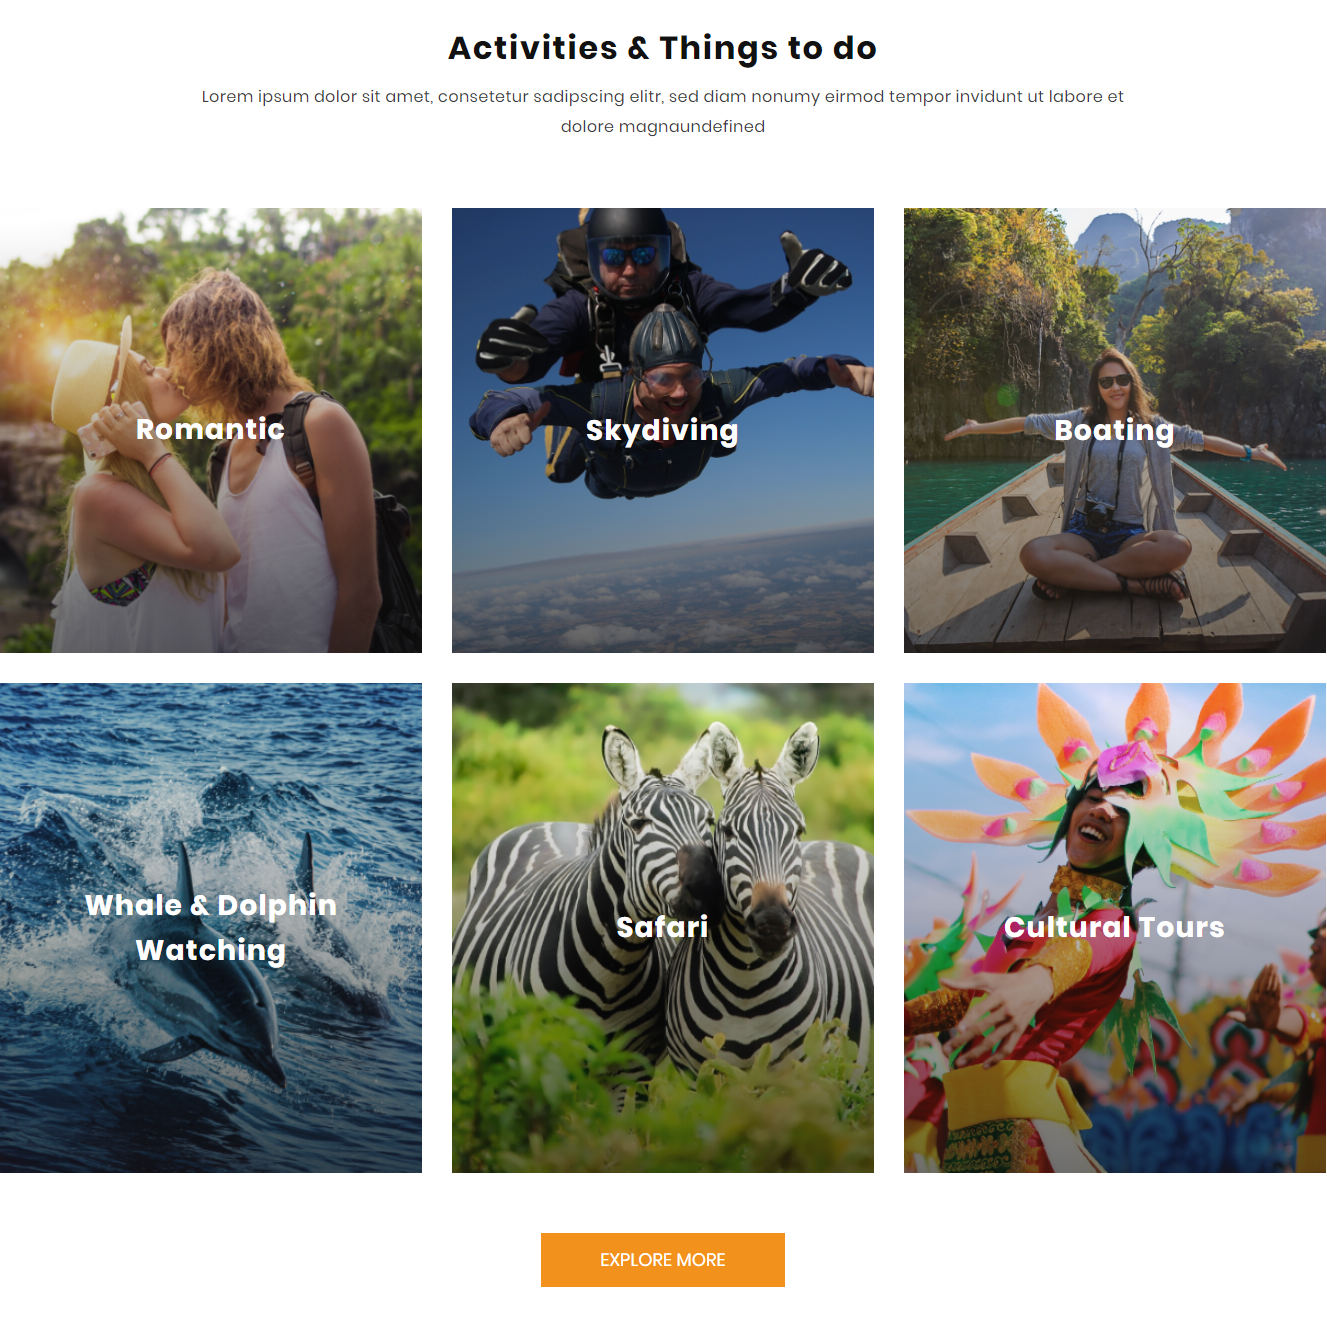 Activities & Things to do
Lorem ipsum dolor sit amet, consetetur sadipscing elitr, sed diam nonumy eirmod tempor invidunt ut labore et
dolore magnaundefined
Romantic
Skydiving
Boating
Whale & Dolphin
Watching
Safari
Cultural Tours
EXPLORE MORE